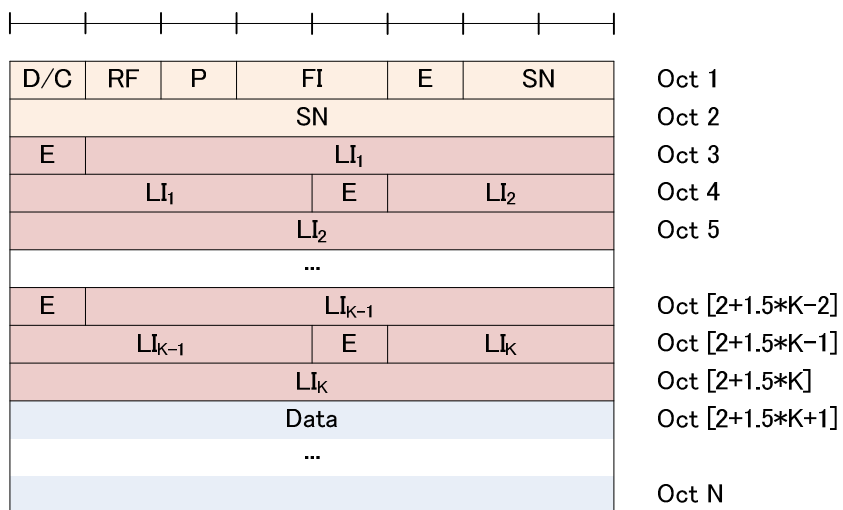 D/C RF P FI E SN Oct 1
SN Oct 2
E LI₁ Oct 3
LI₁ E LI₂ Oct 4
LI₂ Oct 5
...
E LIK₋₁ Oct [2+1.5*K-2]
LIK₋₁ E LIK Oct [2+1.5*K-1]
LIK Oct [2+1.5*K]
Data Oct [2+1.5*K+1]
...
Oct N